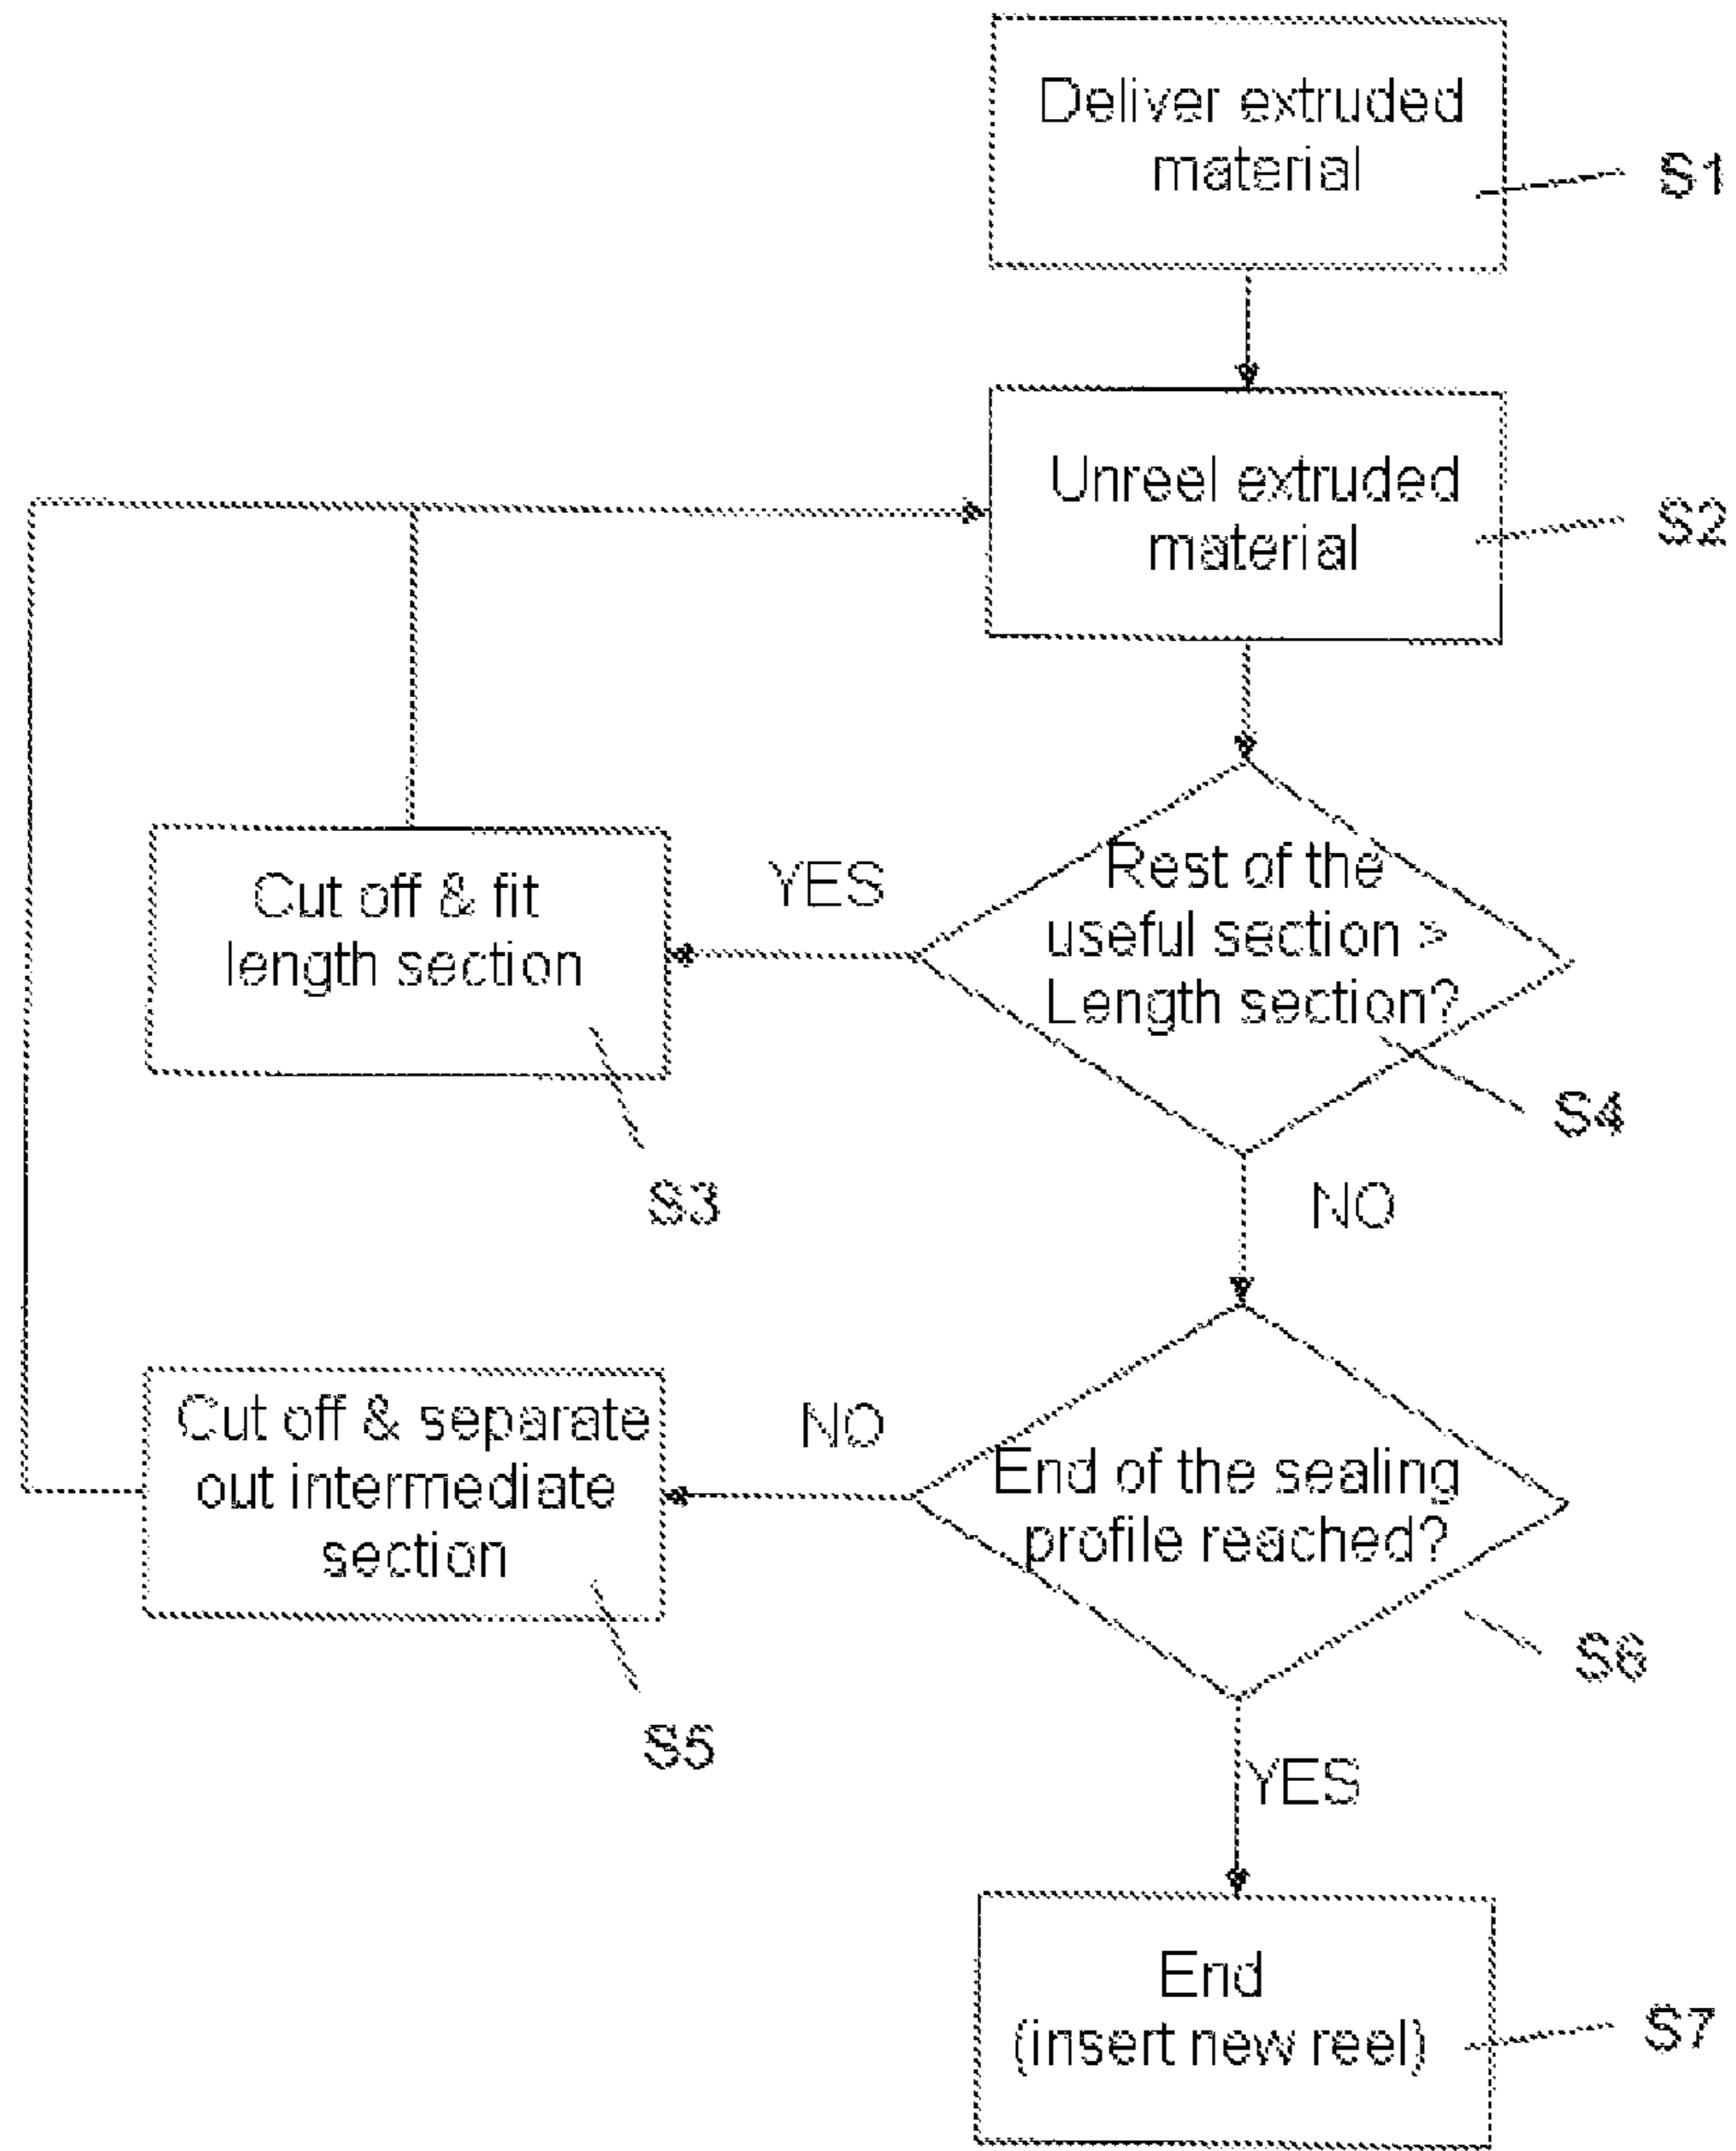 Deliver extruded
material
S1
Unreel extruded
material
S2
Rest of the
useful section >
Length section?
S4
YES
Cut off & fit
length section
S3
NO
End of the sealing
profile reached?
S6
NO
Cut off & separate
out intermediate
section
S5
YES
End
(insert new reel)
S7